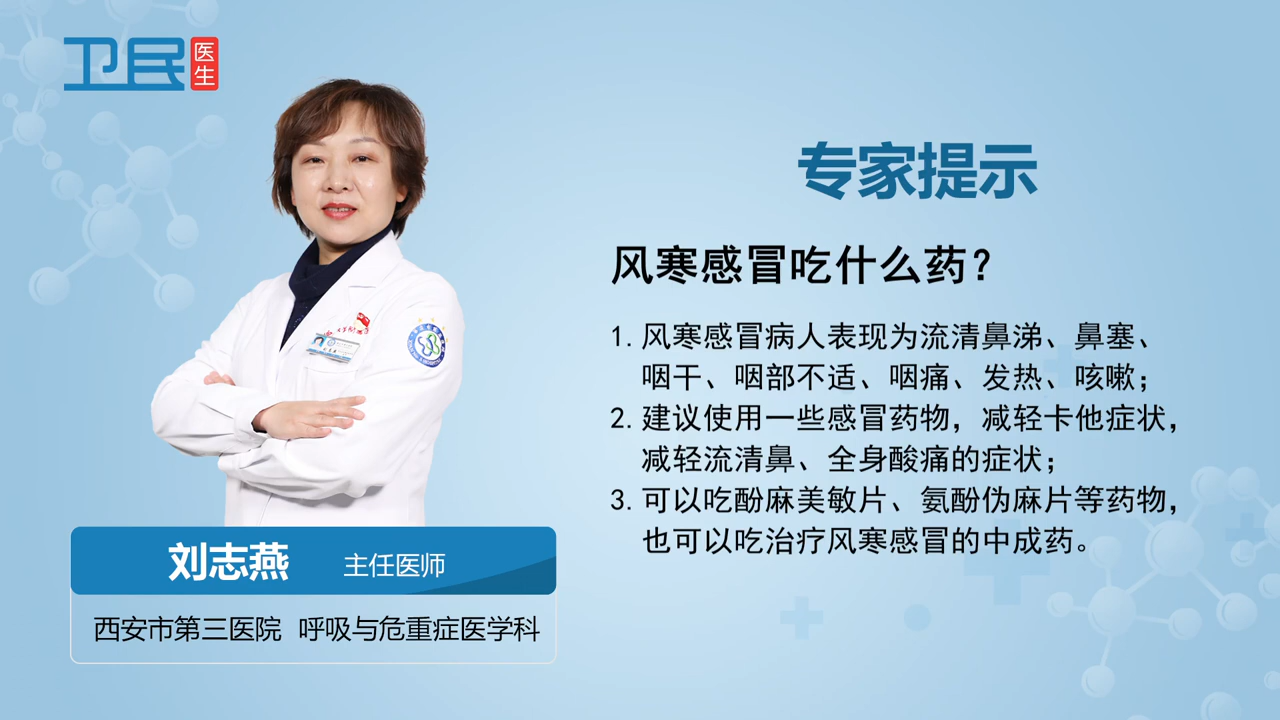 卫民医生
专家提示
风寒感冒吃什么药？
1. 风寒感冒病人表现为流清鼻涕、鼻塞、
咽干、咽部不适、咽痛、发热、咳嗽；
2. 建议使用一些感冒药物，减轻卡他症状，
减轻流清鼻、全身酸痛的症状；
3. 可以吃酚麻美敏片、氨酚伪麻片等药物，
也可以吃治疗风寒感冒的中成药。
刘志燕 主任医师
西安市第三医院 呼吸与危重症医学科